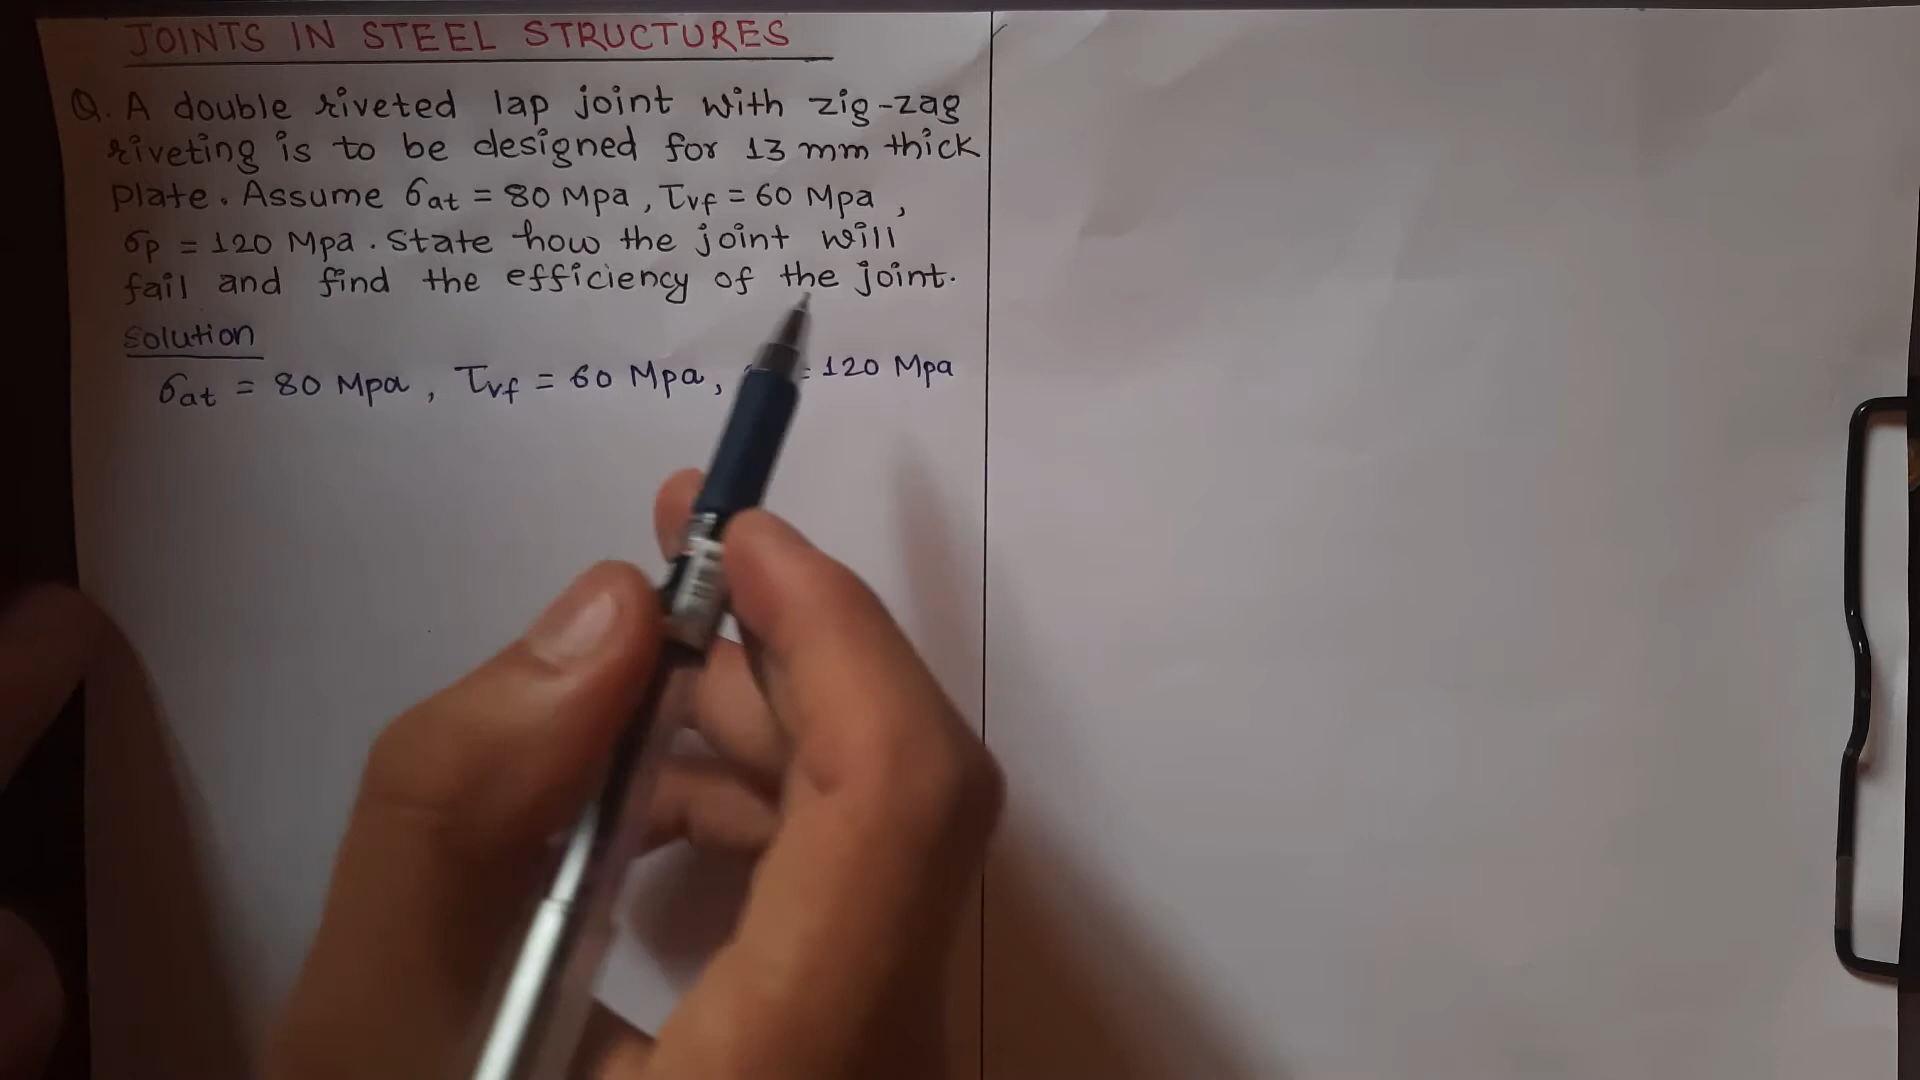 JOINTS IN STEEL STRUCTURES
Q. A double riveted lap joint with zig-zag
riveting is to be designed for 13 mm thick
plate. Assume σat = 80 Mpa, τvf = 60 Mpa,
σp = 120 Mpa. State how the joint will
fail and find the efficiency of the joint.
Solution
σat = 80 Mpa, τvf = 60 Mpa, = 120 Mpa